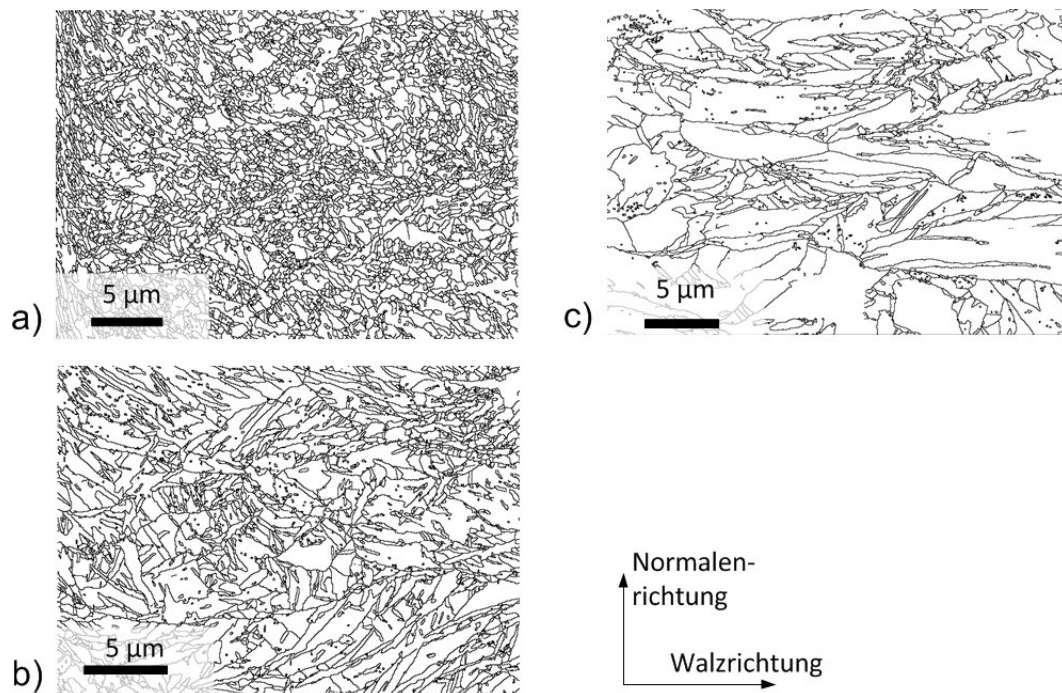 5 µm
a)
5 µm
c)
5 µm
b)
Normalen-
richtung
Walzrichtung